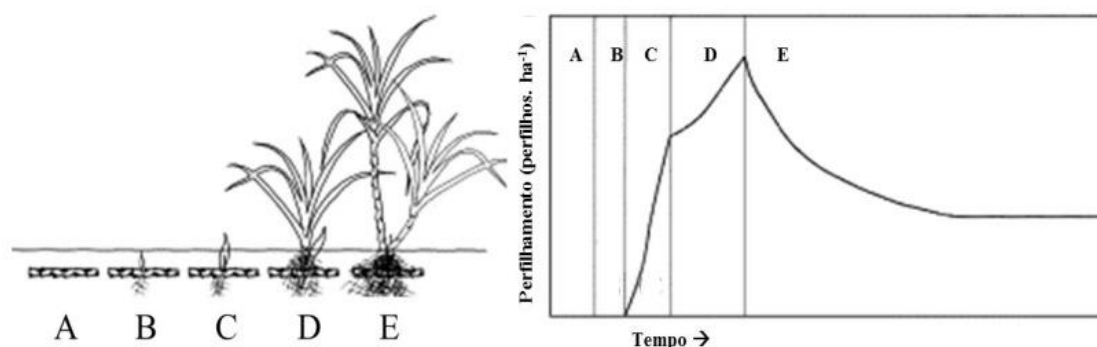 A B C D E
Perfilhamento (perfilhos. ha⁻¹)
A B C D E
Tempo →